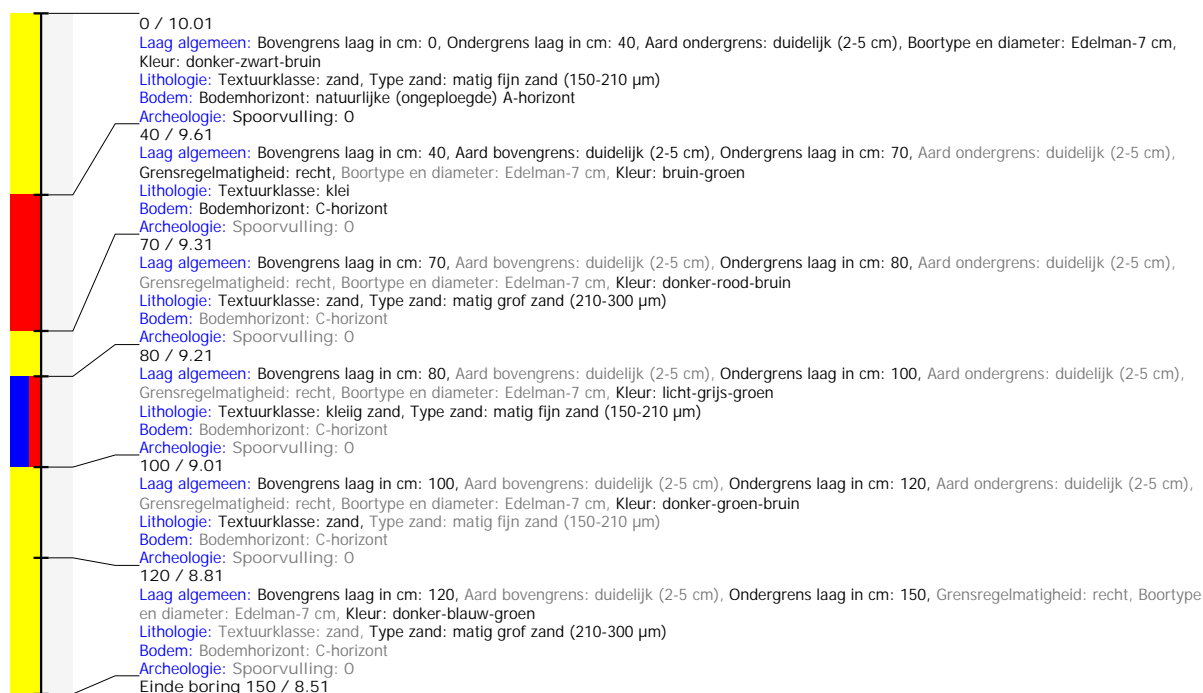 0 / 10.01
Laag algemeen: Bovengrens laag in cm: 0, Ondergrens laag in cm: 40, Aard ondergrens: duidelijk (2-5 cm), Boortype en diameter: Edelman-7 cm,
Kleur: donker-zwart-bruin
Lithologie: Textuurklasse: zand, Type zand: matig fijn zand (150-210 µm)
Bodem: Bodemhorizont: natuurlijke (ongeploegde) A-horizont
Archeologie: Spoorvulling: 0
40 / 9.61
Laag algemeen: Bovengrens laag in cm: 40, Aard bovengrens: duidelijk (2-5 cm), Ondergrens laag in cm: 70, Aard ondergrens: duidelijk (2-5 cm),
Grensregelmatigheid: recht, Boortype en diameter: Edelman-7 cm, Kleur: bruin-groen
Lithologie: Textuurklasse: klei
Bodem: Bodemhorizont: C-horizont
Archeologie: Spoorvulling: 0
70 / 9.31
Laag algemeen: Bovengrens laag in cm: 70, Aard bovengrens: duidelijk (2-5 cm), Ondergrens laag in cm: 80, Aard ondergrens: duidelijk (2-5 cm),
Grensregelmatigheid: recht, Boortype en diameter: Edelman-7 cm, Kleur: donker-rood-bruin
Lithologie: Textuurklasse: zand, Type zand: matig grof zand (210-300 µm)
Bodem: Bodemhorizont: C-horizont
Archeologie: Spoorvulling: 0
80 / 9.21
Laag algemeen: Bovengrens laag in cm: 80, Aard bovengrens: duidelijk (2-5 cm), Ondergrens laag in cm: 100, Aard ondergrens: duidelijk (2-5 cm),
Grensregelmatigheid: recht, Boortype en diameter: Edelman-7 cm, Kleur: licht-grijs-groen
Lithologie: Textuurklasse: kleiig zand, Type zand: matig fijn zand (150-210 µm)
Bodem: Bodemhorizont: C-horizont
Archeologie: Spoorvulling: 0
100 / 9.01
Laag algemeen: Bovengrens laag in cm: 100, Aard bovengrens: duidelijk (2-5 cm), Ondergrens laag in cm: 120, Aard ondergrens: duidelijk (2-5 cm),
Grensregelmatigheid: recht, Boortype en diameter: Edelman-7 cm, Kleur: donker-groen-bruin
Lithologie: Textuurklasse: zand, Type zand: matig fijn zand (150-210 µm)
Bodem: Bodemhorizont: C-horizont
Archeologie: Spoorvulling: 0
120 / 8.81
Laag algemeen: Bovengrens laag in cm: 120, Aard bovengrens: duidelijk (2-5 cm), Ondergrens laag in cm: 150, Grensregelmatigheid: recht, Boortype
en diameter: Edelman-7 cm, Kleur: donker-blauw-groen
Lithologie: Textuurklasse: zand, Type zand: matig grof zand (210-300 µm)
Bodem: Bodemhorizont: C-horizont
Archeologie: Spoorvulling: 0
Einde boring 150 / 8.51